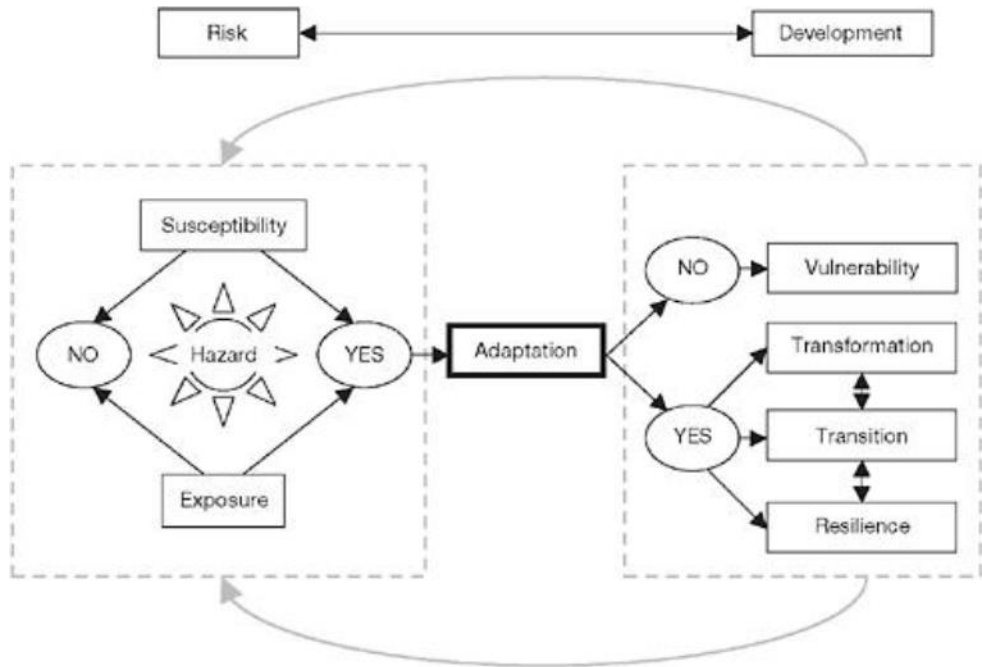 Risk
Development
Susceptibility
NO
Hazard
YES
Exposure
Adaptation
NO
Vulnerability
YES
Transformation
Transition
Resilience